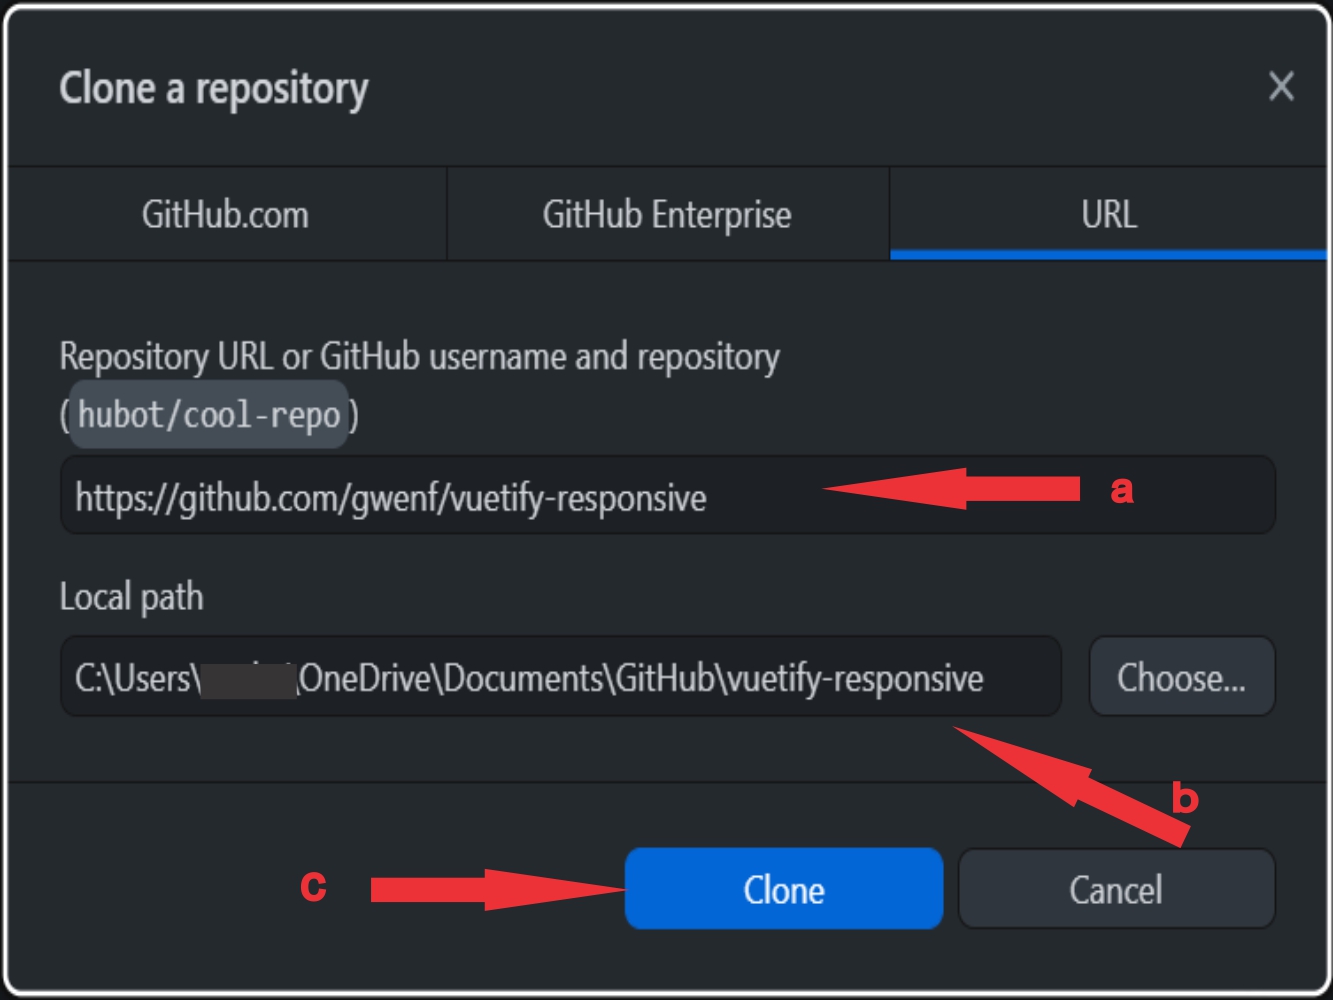 Clone a repository
GitHub.com
GitHub Enterprise
URL
Repository URL or GitHub username and repository
(hubot/cool-repo)
https://github.com/gwenf/vuetify-responsive
a
Local path
C:\Users\ \OneDrive\Documents\GitHub\vuetify-responsive
Choose...
b
c
Clone
Cancel